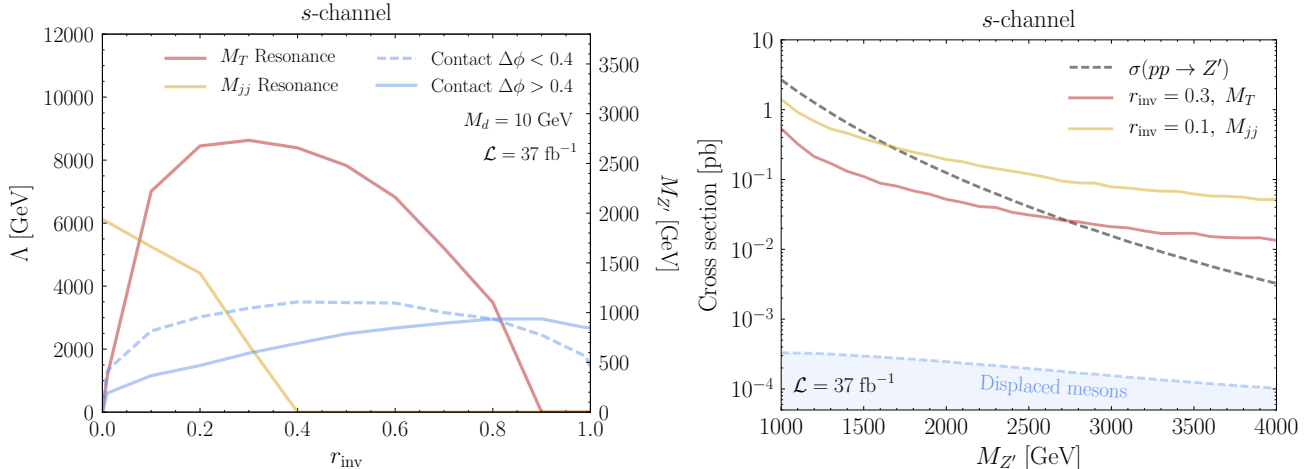 s-channel
12000
10000
8000
6000
4000
2000
0
Λ [GeV]
M_T Resonance
M_jj Resonance
Contact Δϕ < 0.4
Contact Δϕ > 0.4
M_d = 10 GeV
ℒ = 37 fb⁻¹
3500
3000
2500
2000
1500
1000
500
0
M_Z′ [GeV]
0.0 0.2 0.4 0.6 0.8 1.0
r_inv
s-channel
10
1
10⁻¹
10⁻²
10⁻³
10⁻⁴
Cross section [pb]
σ(pp → Z′)
r_inv = 0.3, M_T
r_inv = 0.1, M_jj
ℒ = 37 fb⁻¹
Displaced mesons
1000 1500 2000 2500 3000 3500 4000
M_Z′ [GeV]